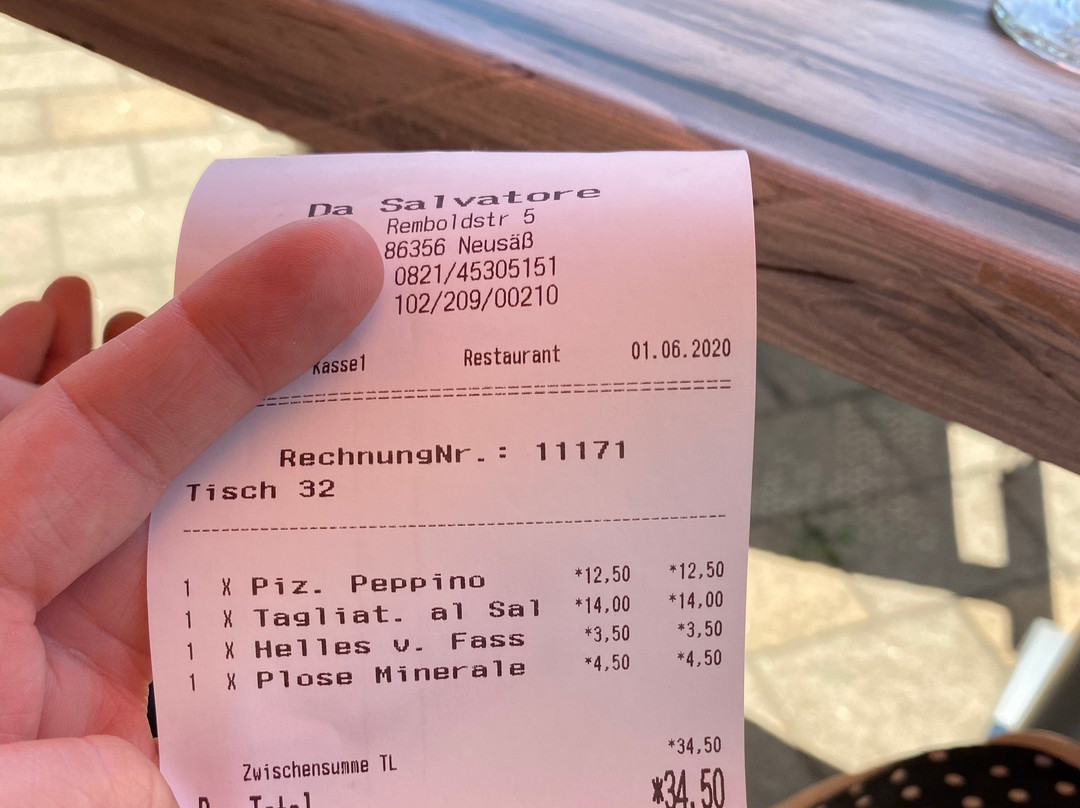 Da Salvatore
Remboldstr 5
86356 Neusäß
0821/45305151
102/209/00210
Kasse1 Restaurant 01.06.2020
RechnungNr.: 11171
Tisch 32
1 X Piz. Peppino *12,50 *12,50
1 X Tagliat. al Sal *14,00 *14,00
1 X Helles v. Fass *3,50 *3,50
1 X Plose Minerale *4,50 *4,50
Zwischensumme TL *34,50
*34,50